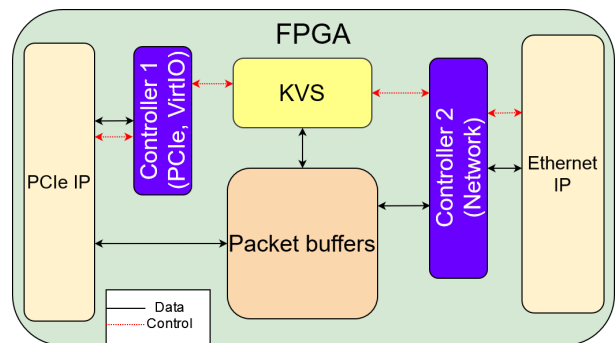 FPGA
PCIe IP
Controller 1
(PCIe, VirtIO)
KVS
Packet buffers
Controller 2
(Network)
Ethernet
IP
Data
Control